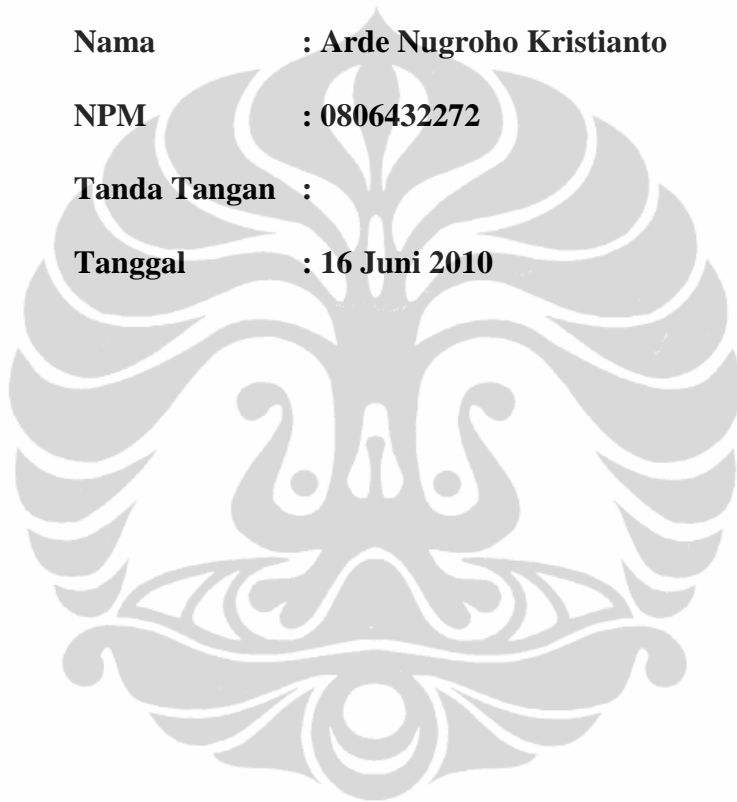 Nama : Arde Nugroho Kristianto
NPM : 0806432272
Tanda Tangan :
Tanggal : 16 Juni 2010